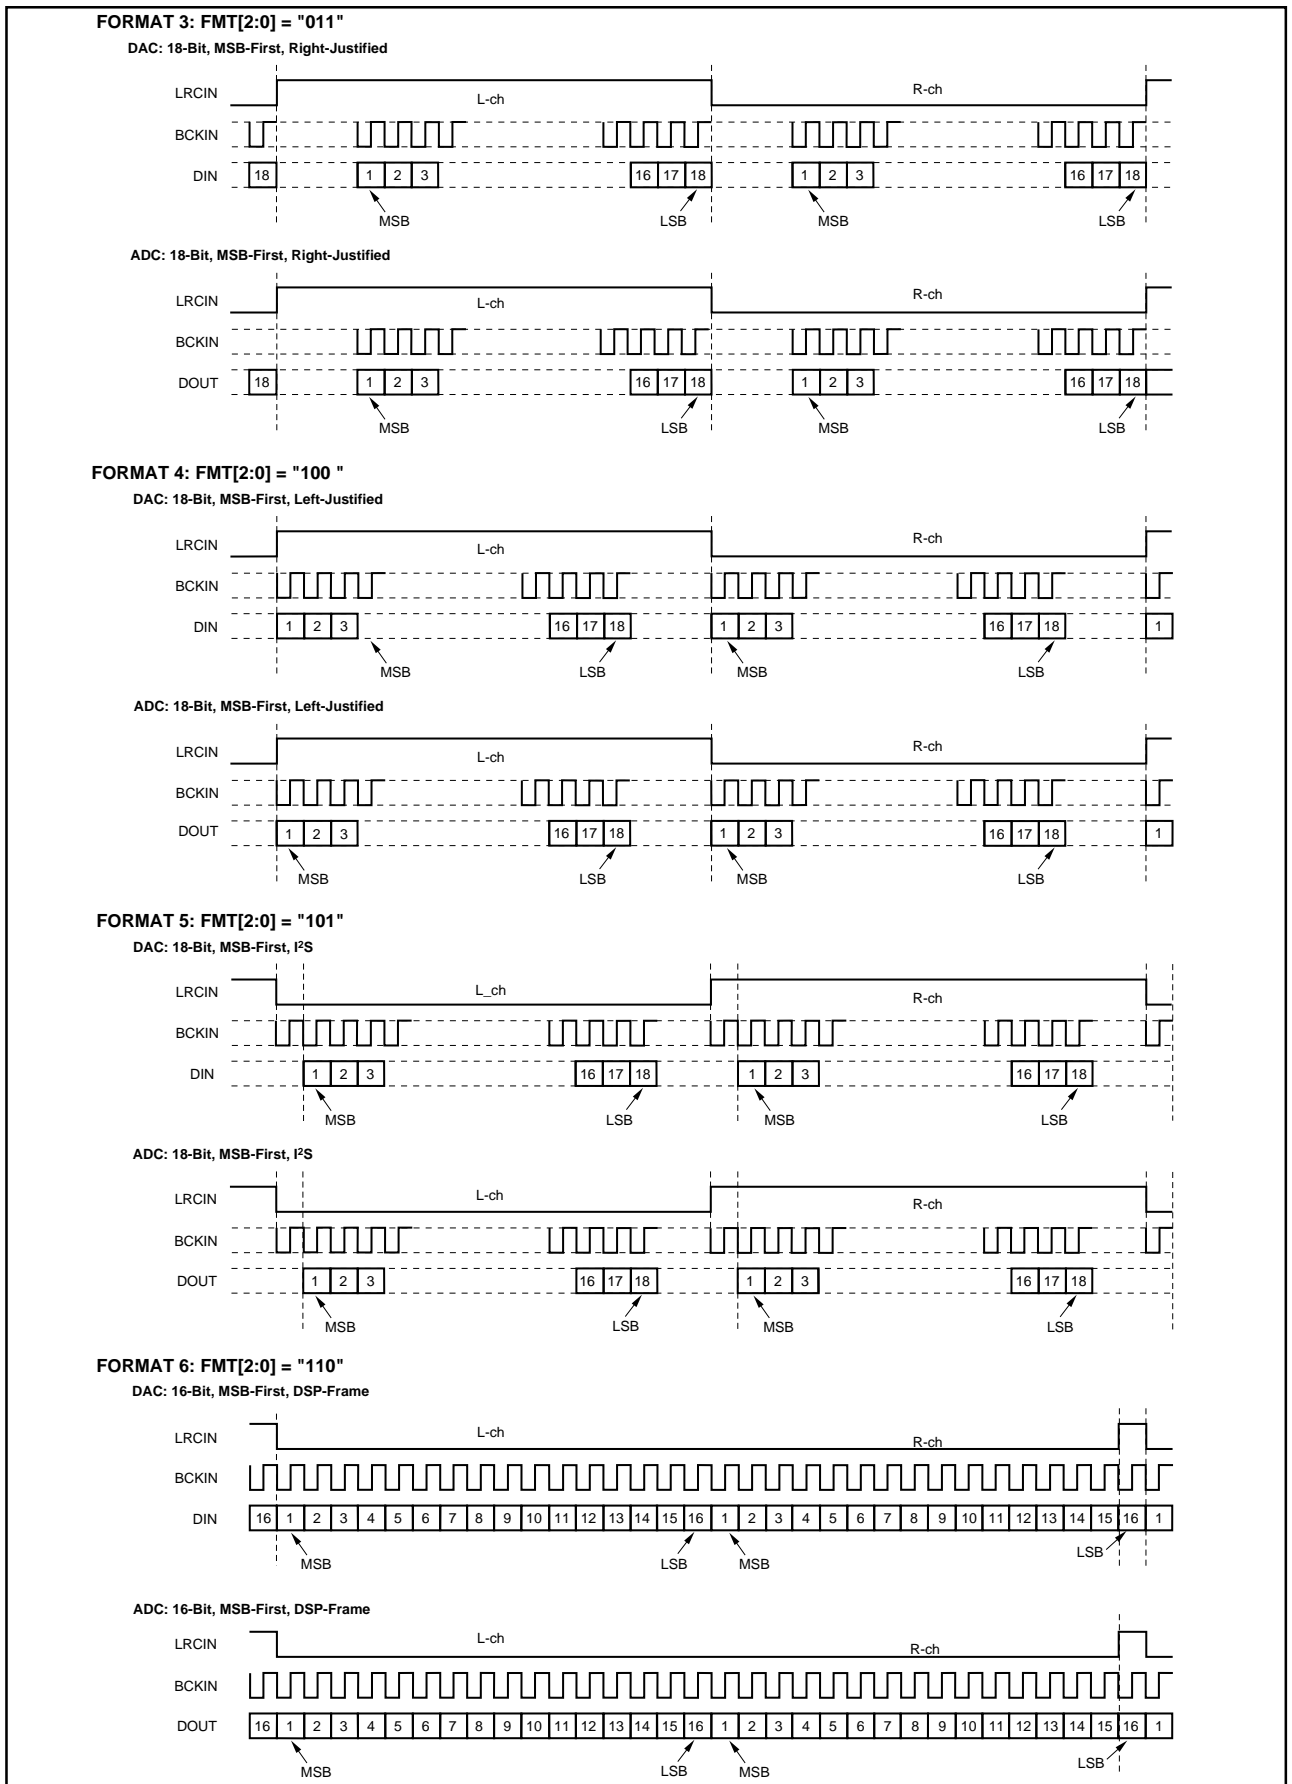 FORMAT 3: FMT[2:0] = "011"
DAC: 18-Bit, MSB-First, Right-Justified
LRCIN L-ch R-ch
BCKIN
DIN 18 1 2 3 16 17 18 1 2 3 16 17 18
MSB LSB MSB LSB
ADC: 18-Bit, MSB-First, Right-Justified
LRCIN L-ch R-ch
BCKIN
DOUT 18 1 2 3 16 17 18 1 2 3 16 17 18
MSB LSB MSB LSB
FORMAT 4: FMT[2:0] = "100 "
DAC: 18-Bit, MSB-First, Left-Justified
LRCIN L-ch R-ch
BCKIN
DIN 1 2 3 16 17 18 1 2 3 16 17 18 1
MSB LSB MSB LSB
ADC: 18-Bit, MSB-First, Left-Justified
LRCIN L-ch R-ch
BCKIN
DOUT 1 2 3 16 17 18 1 2 3 16 17 18 1
MSB LSB MSB LSB
FORMAT 5: FMT[2:0] = "101"
DAC: 18-Bit, MSB-First, I²S
LRCIN L_ch R-ch
BCKIN
DIN 1 2 3 16 17 18 1 2 3 16 17 18
MSB LSB MSB LSB
ADC: 18-Bit, MSB-First, I²S
LRCIN L-ch R-ch
BCKIN
DOUT 1 2 3 16 17 18 1 2 3 16 17 18
MSB LSB MSB LSB
FORMAT 6: FMT[2:0] = "110"
DAC: 16-Bit, MSB-First, DSP-Frame
LRCIN L-ch R-ch
BCKIN
DIN 16 1 2 3 4 5 6 7 8 9 10 11 12 13 14 15 16 1 2 3 4 5 6 7 8 9 10 11 12 13 14 15 16 1
MSB LSB MSB LSB
ADC: 16-Bit, MSB-First, DSP-Frame
LRCIN L-ch R-ch
BCKIN
DOUT 16 1 2 3 4 5 6 7 8 9 10 11 12 13 14 15 16 1 2 3 4 5 6 7 8 9 10 11 12 13 14 15 16 1
MSB LSB MSB LSB